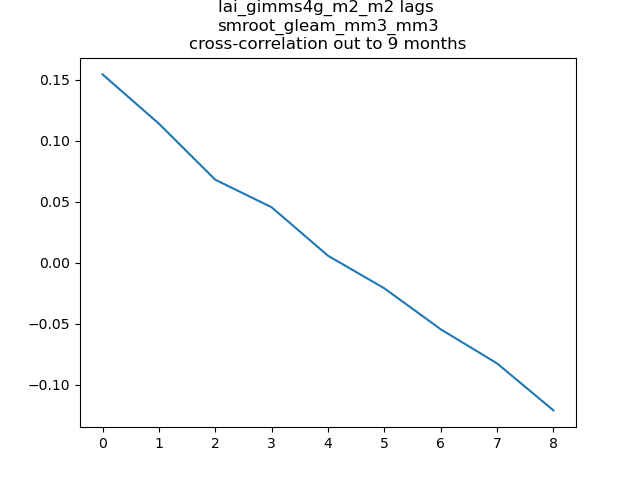 lai_gimms4g_m2_m2 lags
smroot_gleam_mm3_mm3
cross-correlation out to 9 months
0.15
0.10
0.05
0.00
−0.05
−0.10
0 1 2 3 4 5 6 7 8